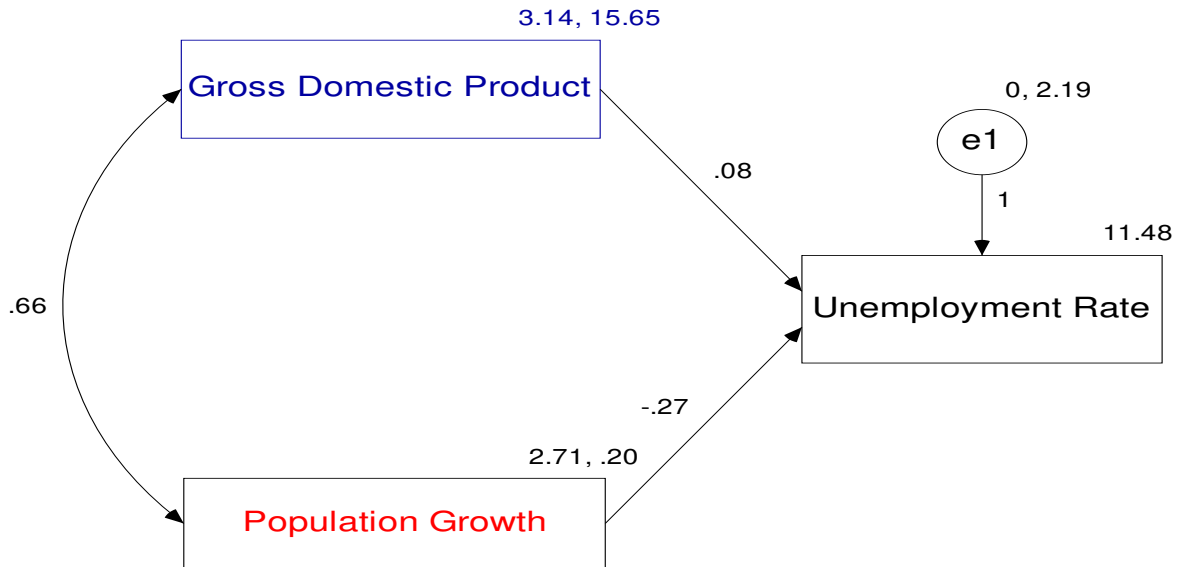 3.14, 15.65
Gross Domestic Product
0, 2.19
e1
.08
1
11.48
.66
Unemployment Rate
-.27
2.71, .20
Population Growth